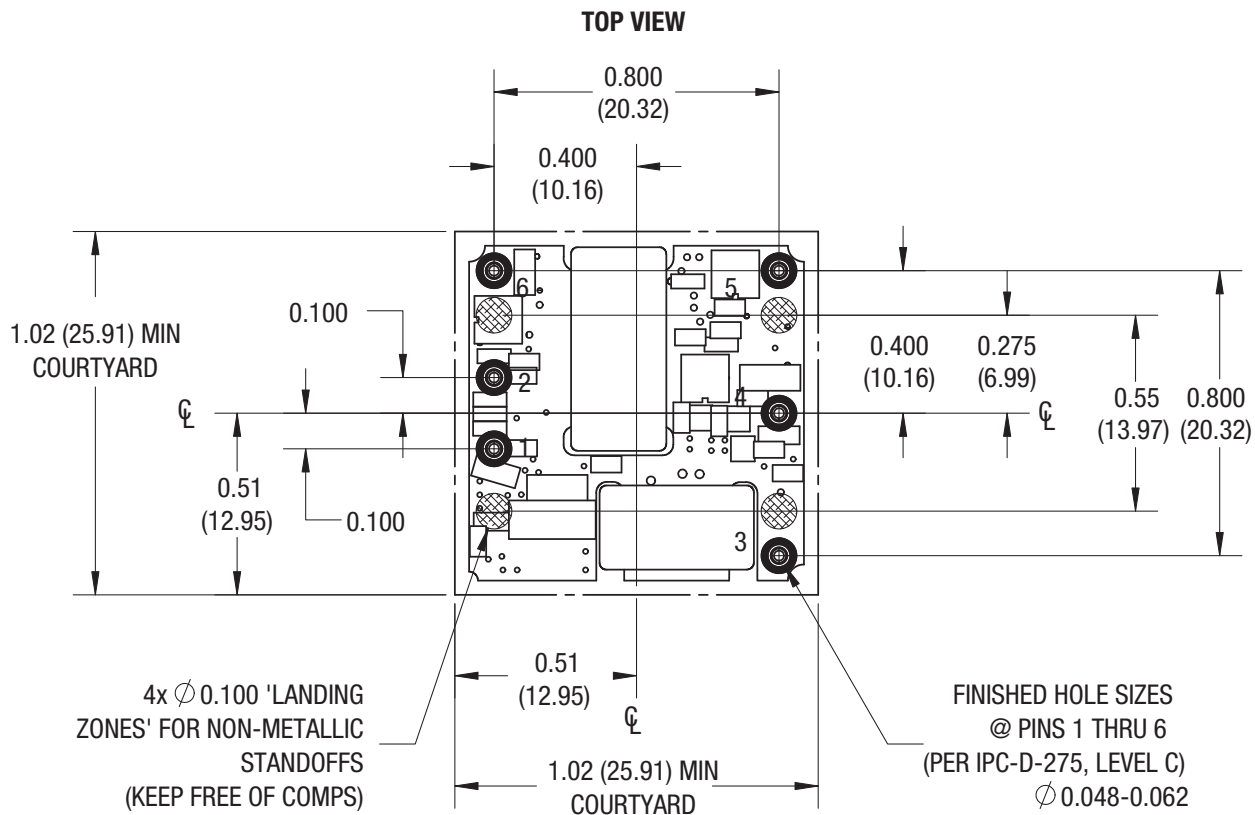 TOP VIEW
0.800
(20.32)
0.400
(10.16)
1.02 (25.91) MIN
COURTYARD
0.100
0.51
(12.95)
0.100
℄
6
5
2
4
1
3
0.400
(10.16)
0.275
(6.99)
℄
0.55
(13.97)
0.800
(20.32)
0.51
(12.95)
℄
1.02 (25.91) MIN
COURTYARD
4x ∅ 0.100 'LANDING
ZONES' FOR NON-METALLIC
STANDOFFS
(KEEP FREE OF COMPS)
FINISHED HOLE SIZES
@ PINS 1 THRU 6
(PER IPC-D-275, LEVEL C)
∅ 0.048-0.062